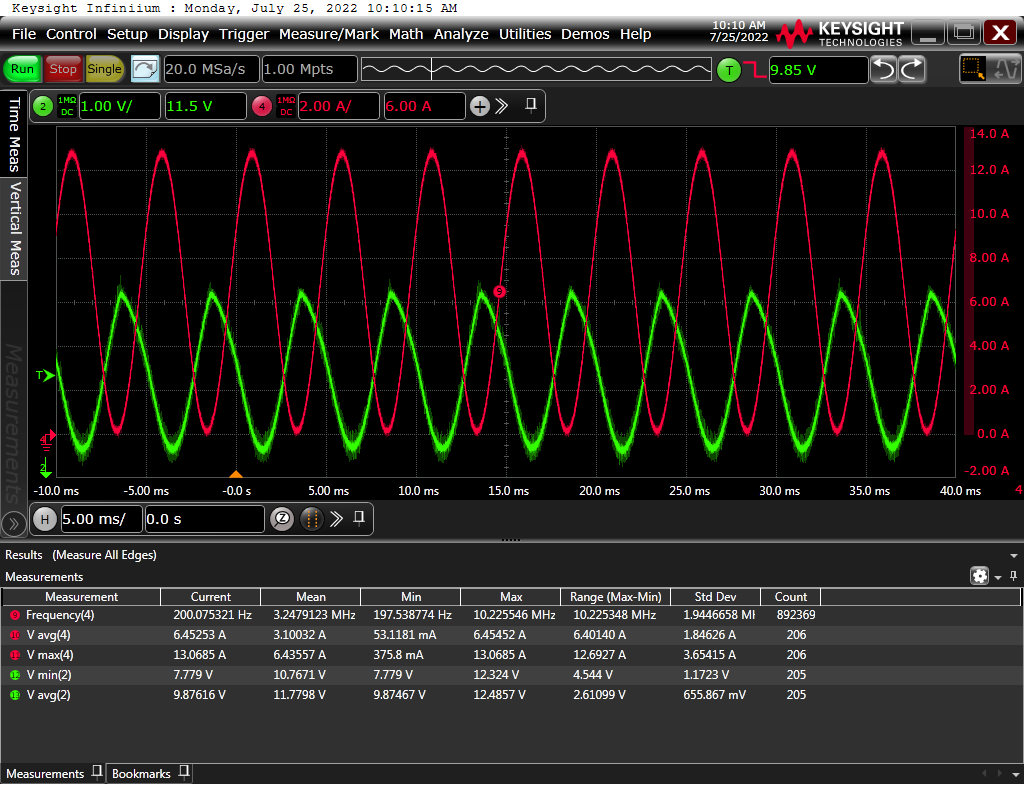 Keysight Infiniium : Monday, July 25, 2022 10:10:15 AM
File Control Setup Display Trigger Measure/Mark Math Analyze Utilities Demos Help
10:10 AM
7/25/2022
KEYSIGHT
TECHNOLOGIES
X
Run Stop Single 20.0 MSa/s 1.00 Mpts T 9.85 V
2 1MΩ DC 1.00 V/ 11.5 V 4 1MΩ DC 2.00 A/ 6.00 A
Time Meas
Vertical Meas
Measurements
14.0 A
12.0 A
10.0 A
8.00 A
9
6.00 A
4.00 A
T
2.00 A
4
0.0 A
2
-2.00 A
-10.0 ms -5.00 ms -0.0 s 5.00 ms 10.0 ms 15.0 ms 20.0 ms 25.0 ms 30.0 ms 35.0 ms 40.0 ms 4
H 5.00 ms/ 0.0 s Z
Results (Measure All Edges)
Measurements
Measurement Current Mean Min Max Range (Max-Min) Std Dev Count
9 Frequency(4) 200.075321 Hz 3.2479113 MHz 197.538774 Hz 10.225546 MHz 10.225348 MHz 1.9446658 MH 892369
10 V avg(4) 6.45253 A 3.10032 A 53.1181 mA 6.45452 A 6.40140 A 1.84626 A 206
11 V max(4) 13.0685 A 6.43557 A 375.8 mA 13.0685 A 12.6927 A 3.65415 A 206
12 V min(2) 7.779 V 10.7671 V 7.779 V 12.324 V 4.544 V 1.1723 V 205
13 V avg(2) 9.87616 V 11.7798 V 9.87467 V 12.4857 V 2.61099 V 655.867 mV 205
Measurements Bookmarks